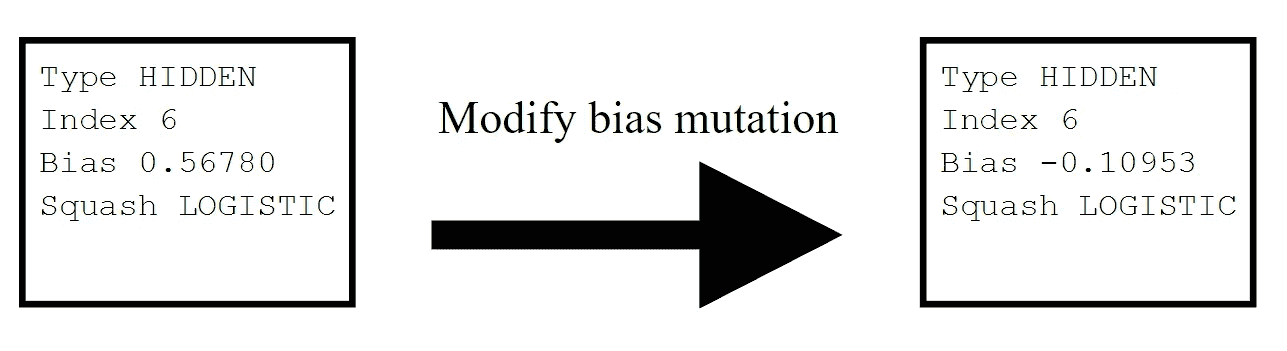 Type HIDDEN
Index 6
Bias 0.56780
Squash LOGISTIC
Modify bias mutation
Type HIDDEN
Index 6
Bias -0.10953
Squash LOGISTIC